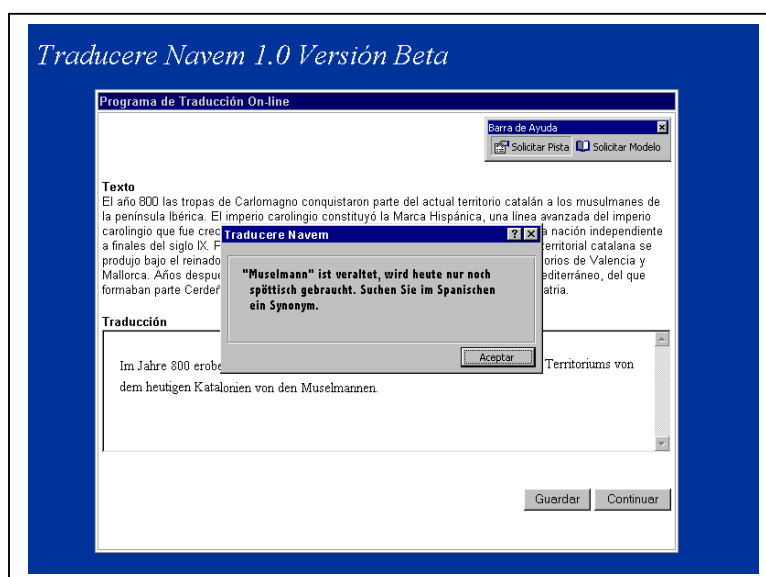 Traducere Navem 1.0 Versión Beta
Programa de Traducción On-line
Barra de Ayuda
Solicitar Pista Solicitar Modelo
Texto
El año 800 las tropas de Carlomagno conquistaron parte del actual territorio catalán a los musulmanes de
la península Ibérica. El imperio carolingio constituyó la Marca Hispánica, una línea avanzada del imperio
carolingio que fue crec a nación independiente
a finales del siglo IX. F erritorial catalana se
produjo bajo el reinado orios de Valencia y
Mallorca. Años despue editerráneo, del que
formaban parte Cerdeñ atria.
Traducere Navem
"Muselmann" ist veraltet, wird heute nur noch
spöttisch gebraucht. Suchen Sie im Spanischen
ein Synonym.
Aceptar
Traducción
Im Jahre 800 erobe Territoriums von
dem heutigen Katalonien von den Muselmannen.
Guardar Continuar